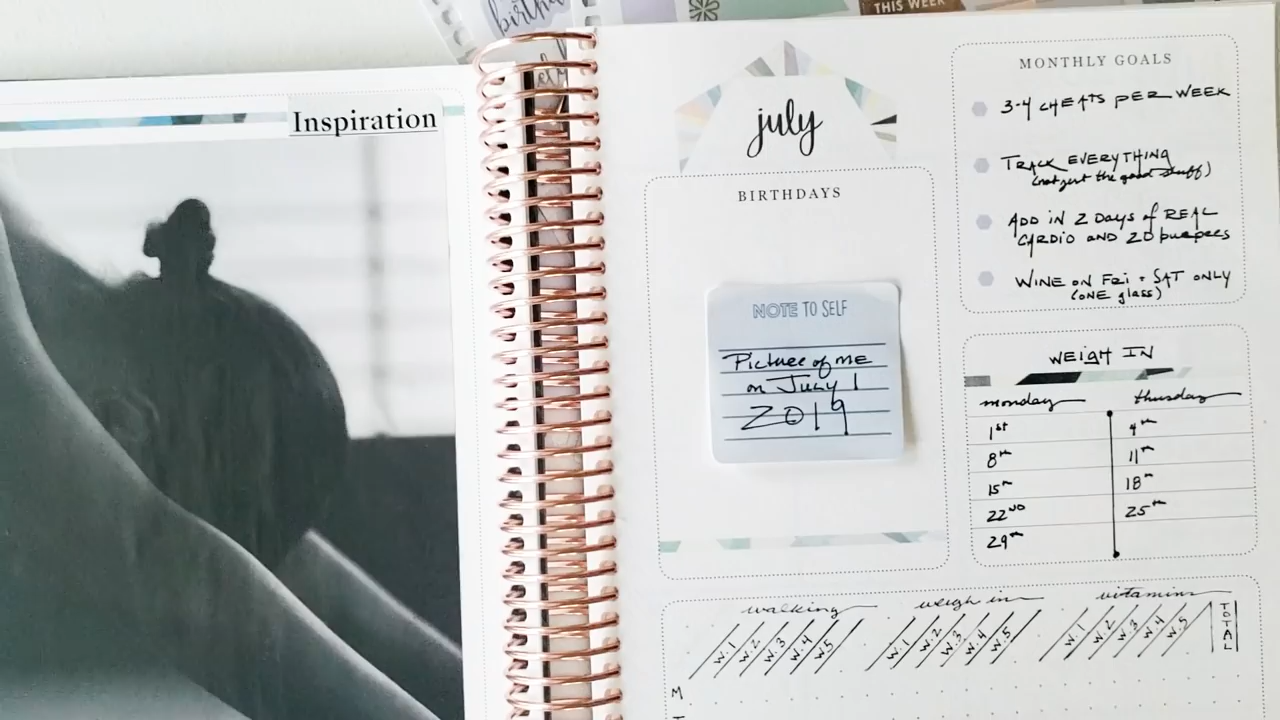 THIS WEEK
Inspiration
july
BIRTHDAYS
NOTE TO SELF
Picture of me
on July 1
2019
MONTHLY GOALS
3-4 CHEATS PER WEEK
TRACK EVERYTHING
(not just the good stuff)
ADD IN 2 DAYS of REAL
CARDIO AND 20 burpees
WINE ON FRI + SAT ONLY
(ONE glass)
WEIGH IN
monday thursday
1st 4th
8th 11th
15th 18th
22ND 25th
29th
walking weigh in vitamins
W.1 W.2 W.3 W.4 W.5 W.1 W.2 W.3 W.4 W.5 W.1 W.2 W.3 W.4 W.5 TOTAL
M